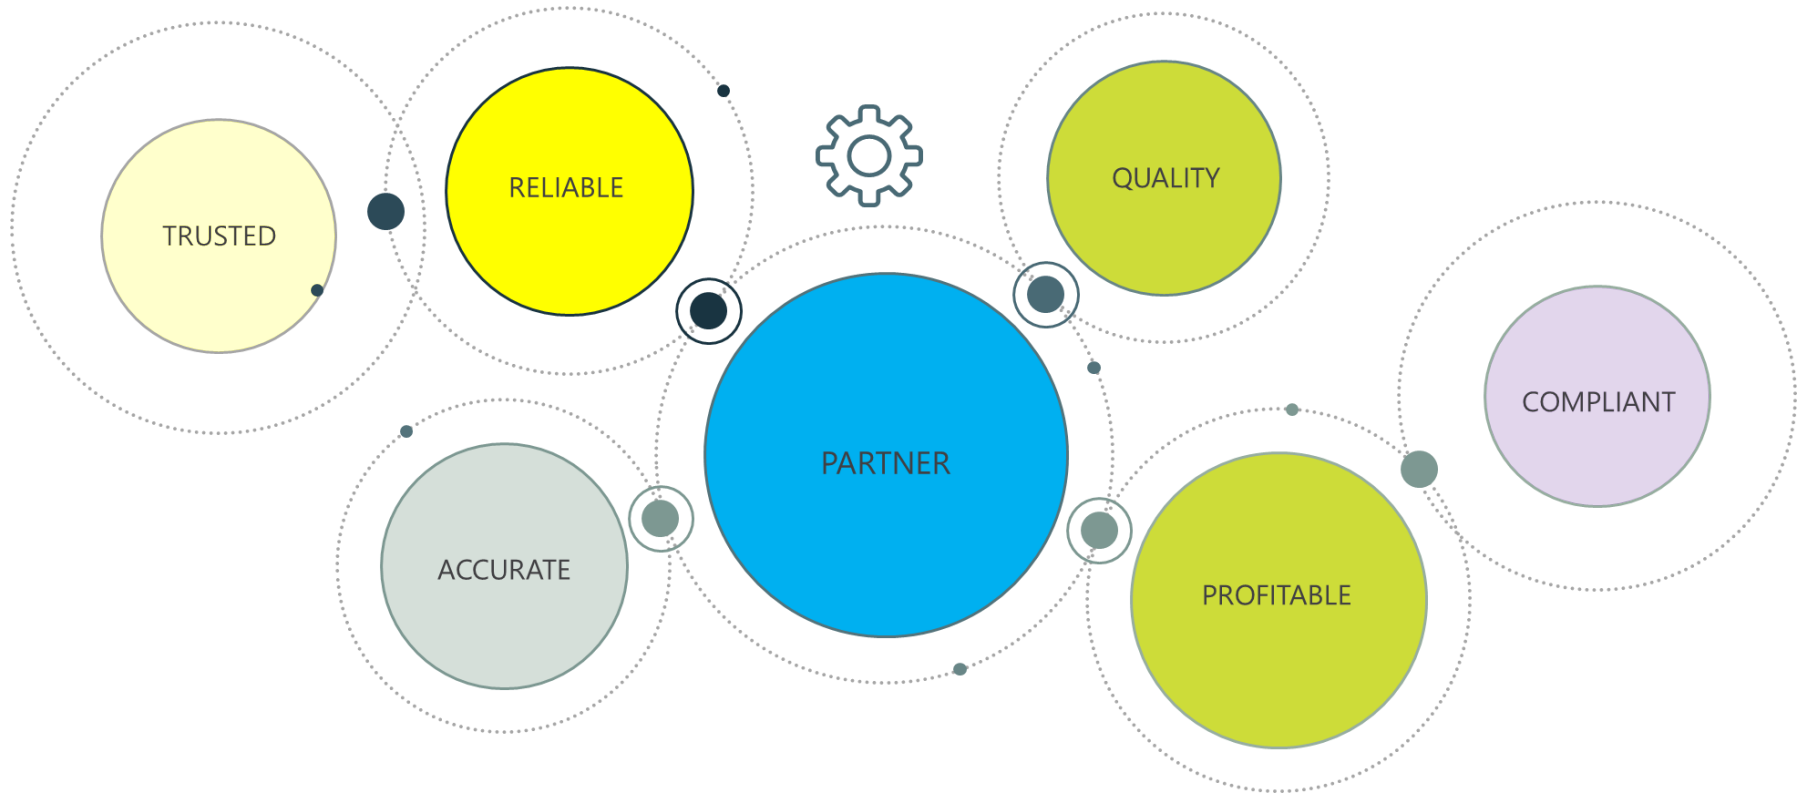 TRUSTED
RELIABLE
QUALITY
COMPLIANT
PARTNER
ACCURATE
PROFITABLE